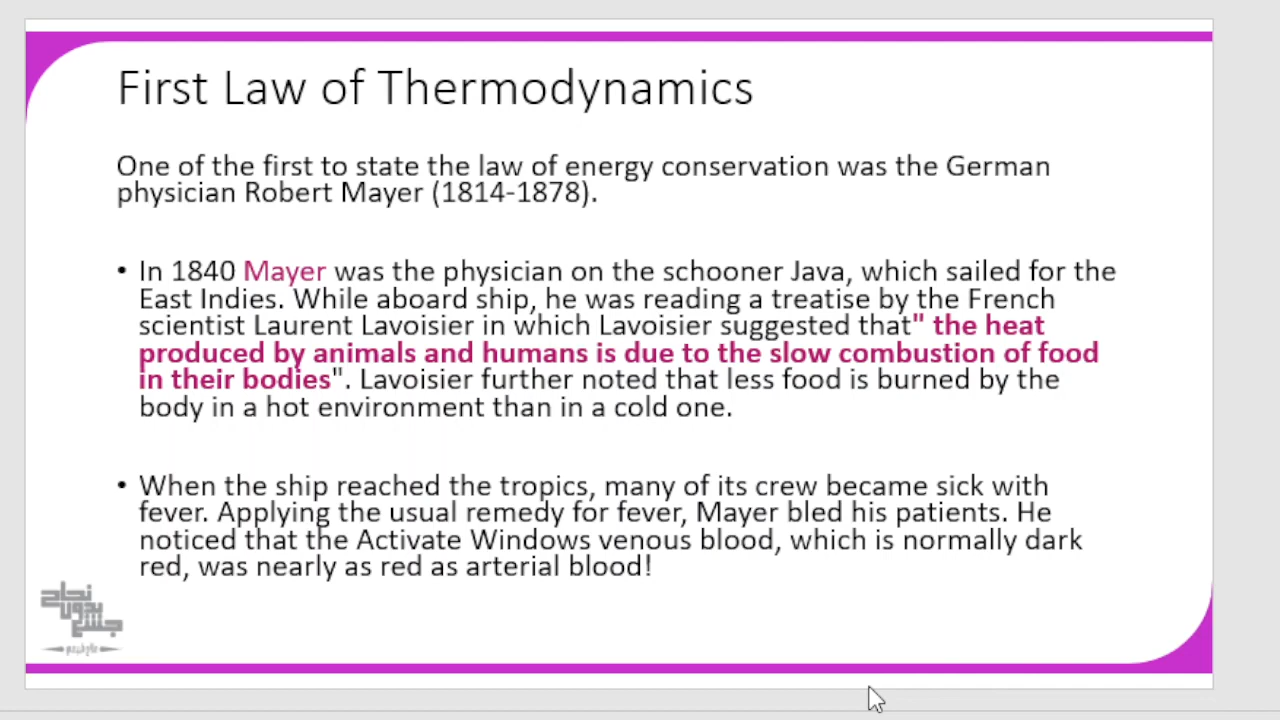 First Law of Thermodynamics
One of the first to state the law of energy conservation was the German
physician Robert Mayer (1814-1878).
• In 1840 Mayer was the physician on the schooner Java, which sailed for the
East Indies. While aboard ship, he was reading a treatise by the French
scientist Laurent Lavoisier in which Lavoisier suggested that" the heat
produced by animals and humans is due to the slow combustion of food
in their bodies". Lavoisier further noted that less food is burned by the
body in a hot environment than in a cold one.
• When the ship reached the tropics, many of its crew became sick with
fever. Applying the usual remedy for fever, Mayer bled his patients. He
noticed that the Activate Windows venous blood, which is normally dark
red, was nearly as red as arterial blood!
نجاح
بدون
جشع